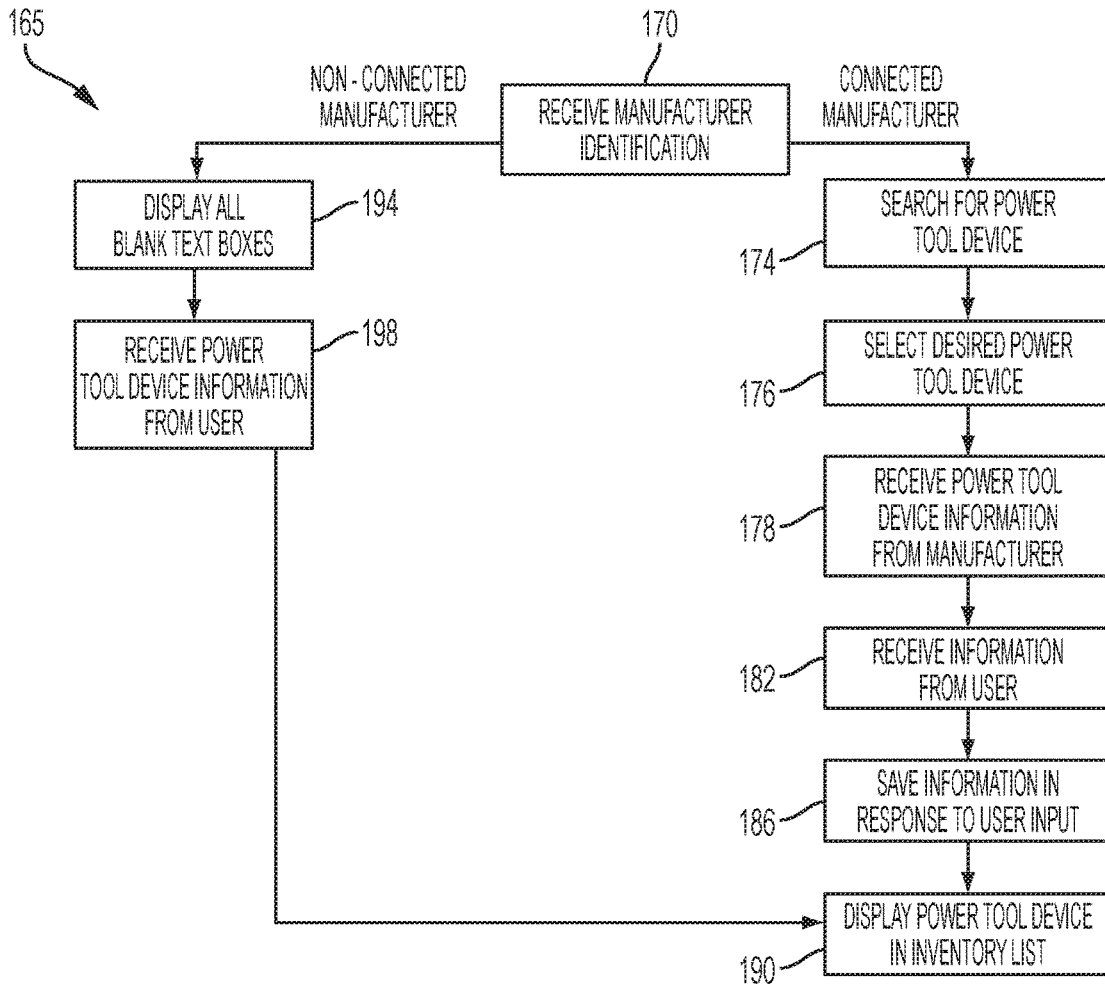 165
170
NON - CONNECTED
MANUFACTURER
RECEIVE MANUFACTURER
IDENTIFICATION
CONNECTED
MANUFACTURER
DISPLAY ALL
BLANK TEXT BOXES
194
SEARCH FOR POWER
TOOL DEVICE
174
RECEIVE POWER
TOOL DEVICE INFORMATION
FROM USER
198
SELECT DESIRED POWER
TOOL DEVICE
176
RECEIVE POWER TOOL
DEVICE INFORMATION
FROM MANUFACTURER
178
RECEIVE INFORMATION
FROM USER
182
SAVE INFORMATION IN
RESPONSE TO USER INPUT
186
DISPLAY POWER TOOL DEVICE
IN INVENTORY LIST
190